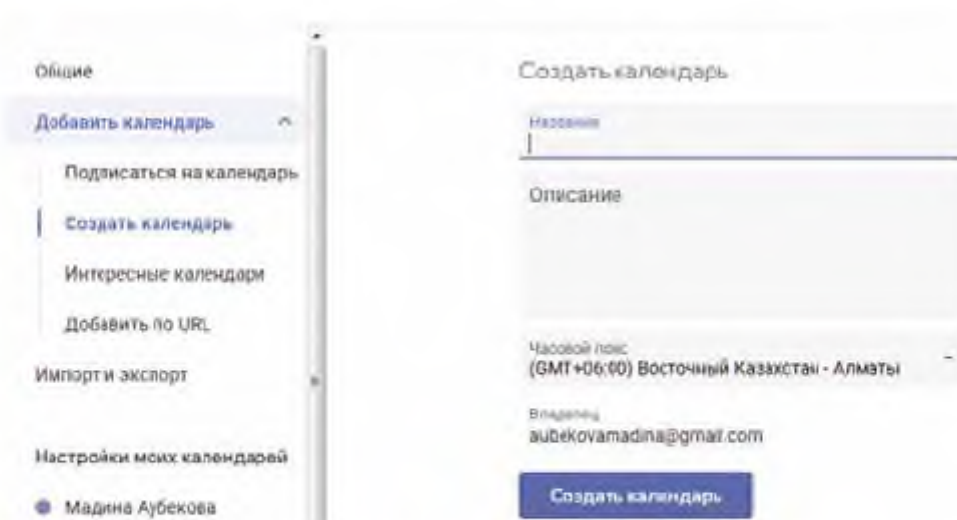 Общие
Добавить календарь
Подписаться на календарь
Создать календарь
Интересные календари
Добавить по URL
Импорт и экспорт
Настройки моих календарей
Мадина Аубекова
Создать календарь
Название
Описание
Часовой пояс
(GMT+06:00) Восточный Казахстан - Алматы
Владелец
aubekovamadina@gmail.com
Создать календарь